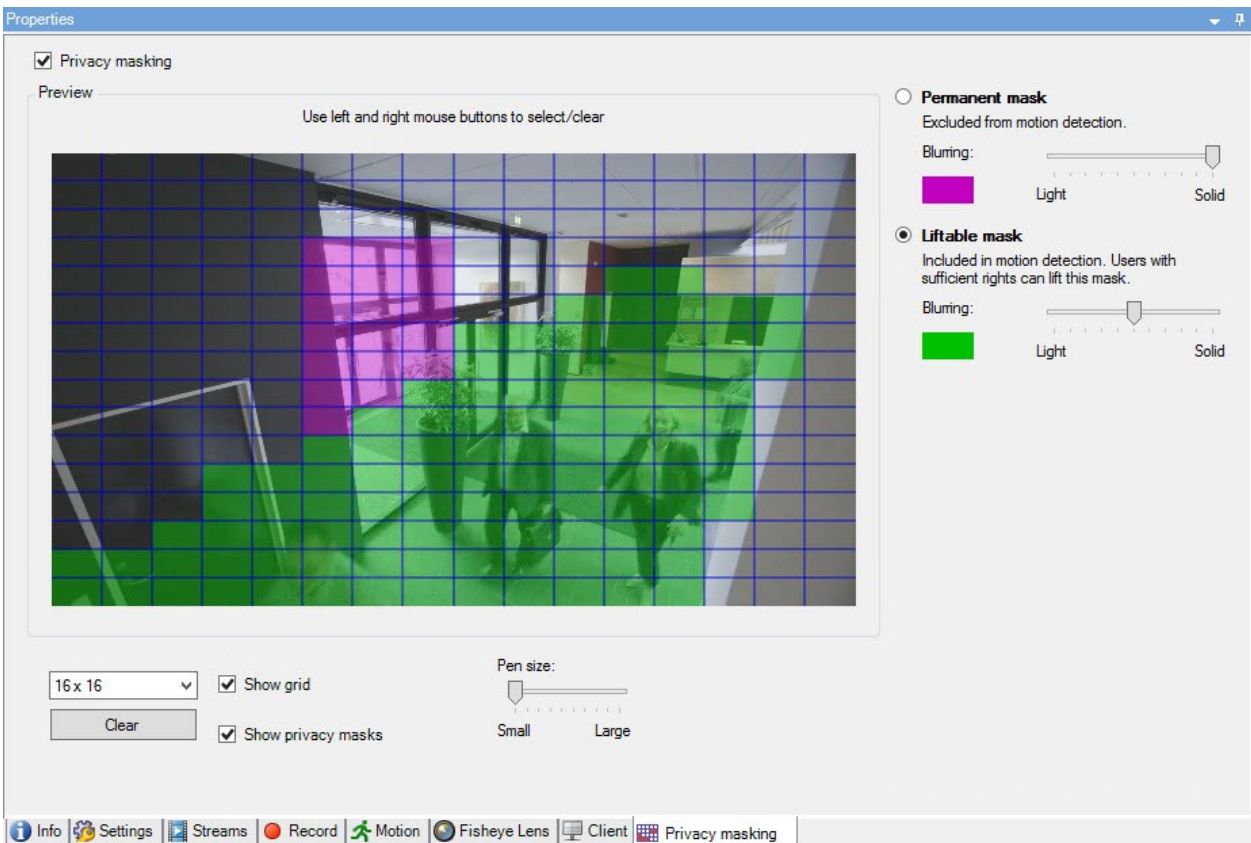 Properties
Privacy masking
Preview
Use left and right mouse buttons to select/clear
Permanent mask
Excluded from motion detection.
Blurring:
Light Solid
Liftable mask
Included in motion detection. Users with
sufficient rights can lift this mask.
Blurring:
Light Solid
16 x 16
Show grid
Pen size:
Clear
Show privacy masks
Small Large
Info Settings Streams Record Motion Fisheye Lens Client Privacy masking